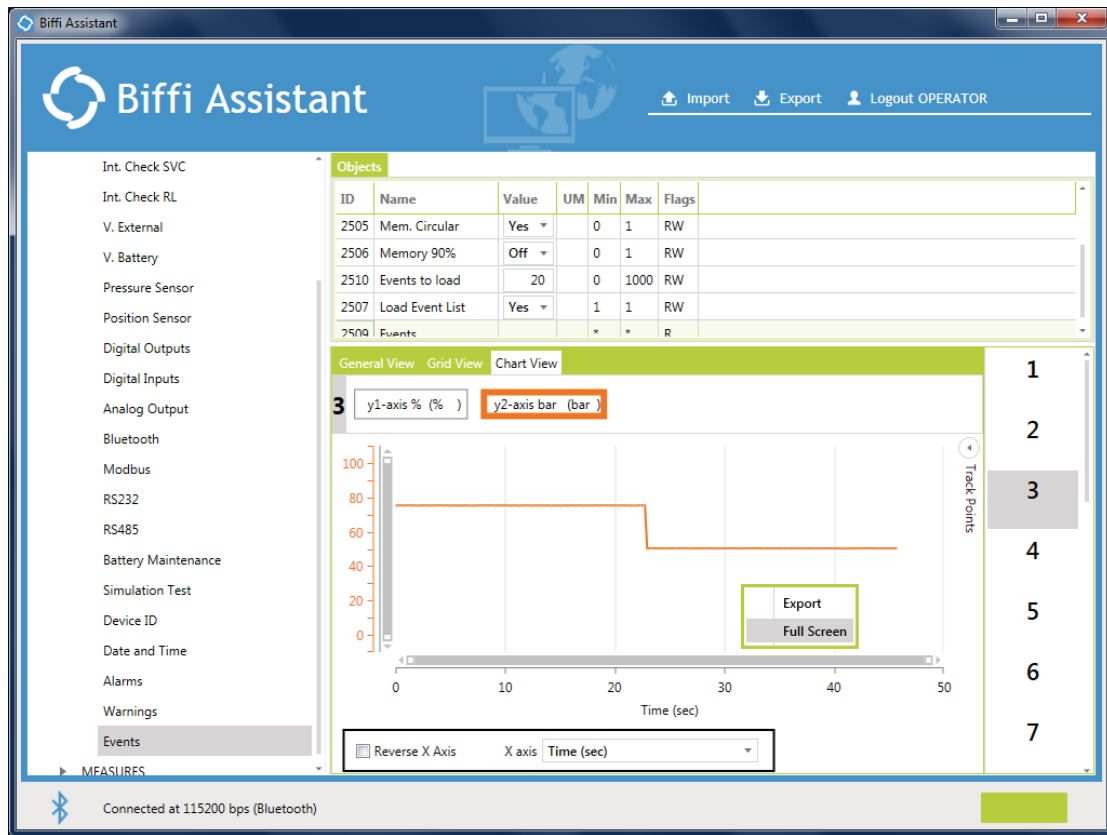 Biffi Assistant
Biffi Assistant
Import Export Logout OPERATOR
Int. Check SVC
Int. Check RL
V. External
V. Battery
Pressure Sensor
Position Sensor
Digital Outputs
Digital Inputs
Analog Output
Bluetooth
Modbus
RS232
RS485
Battery Maintenance
Simulation Test
Device ID
Date and Time
Alarms
Warnings
Events
MEASURES
Objects
ID Name Value UM Min Max Flags
2505 Mem. Circular Yes 0 1 RW
2506 Memory 90% Off 0 1 RW
2510 Events to load 20 0 1000 RW
2507 Load Event List Yes 1 1 RW
2509 Events * * R
General View Grid View Chart View
3 y1-axis % (% ) y2-axis bar (bar )
100
80
60
40
20
0
Track Points
Export
Full Screen
0 10 20 30 40 50
Time (sec)
Reverse X Axis X axis Time (sec)
1
2
3
4
5
6
7
Connected at 115200 bps (Bluetooth)